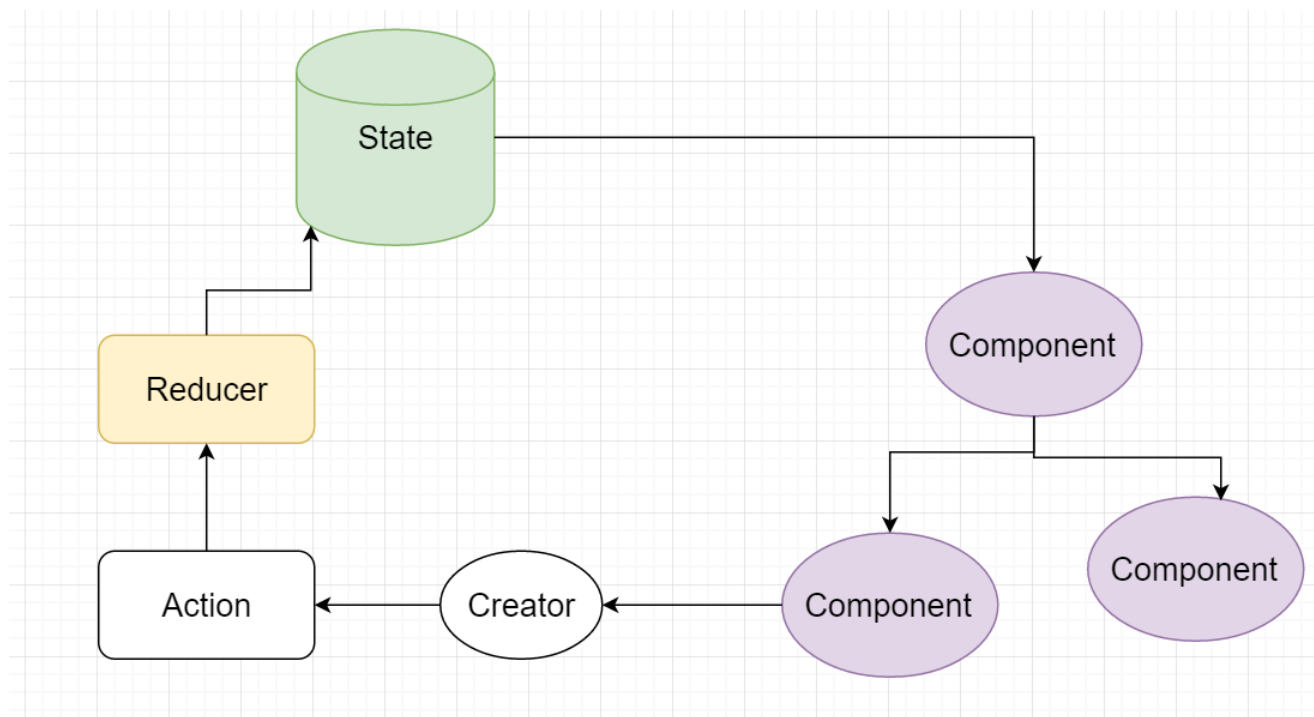 State
Component
Reducer
Component
Action
Creator
Component